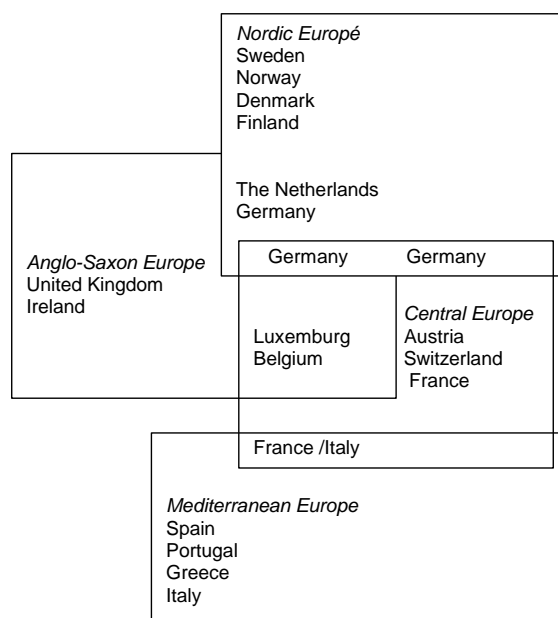 Nordic Europé
Sweden
Norway
Denmark
Finland
The Netherlands
Germany
Germany Germany
Anglo-Saxon Europe
United Kingdom
Ireland
Luxemburg
Belgium
Central Europe
Austria
Switzerland
France
France /Italy
Mediterranean Europe
Spain
Portugal
Greece
Italy